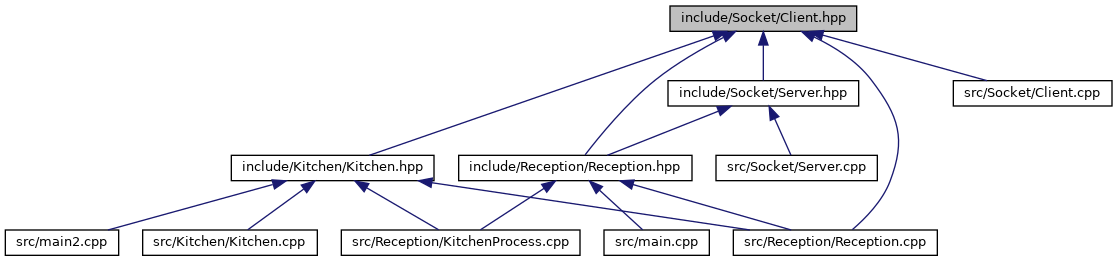 include/Socket/Client.hpp
include/Socket/Server.hpp
src/Socket/Client.cpp
include/Kitchen/Kitchen.hpp
include/Reception/Reception.hpp
src/Socket/Server.cpp
src/main2.cpp
src/Kitchen/Kitchen.cpp
src/Reception/KitchenProcess.cpp
src/main.cpp
src/Reception/Reception.cpp